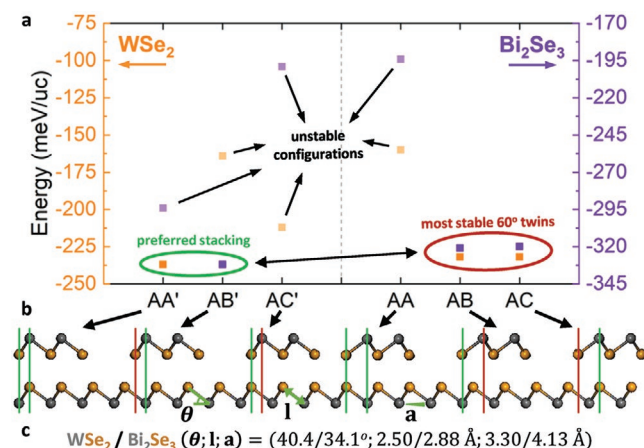 a
WSe2
Bi2Se3
Energy (meV/uc)
-75
-100
-125
-150
-175
-200
-225
-250
-170
-195
-220
-245
-270
-295
-320
-345
unstable
configurations
preferred stacking
most stable 60° twins
AA' AB' AC' AA AB AC
b
θ l a
c WSe2 / Bi2Se3 (θ; l; a) = (40.4/34.1°; 2.50/2.88 Å; 3.30/4.13 Å)